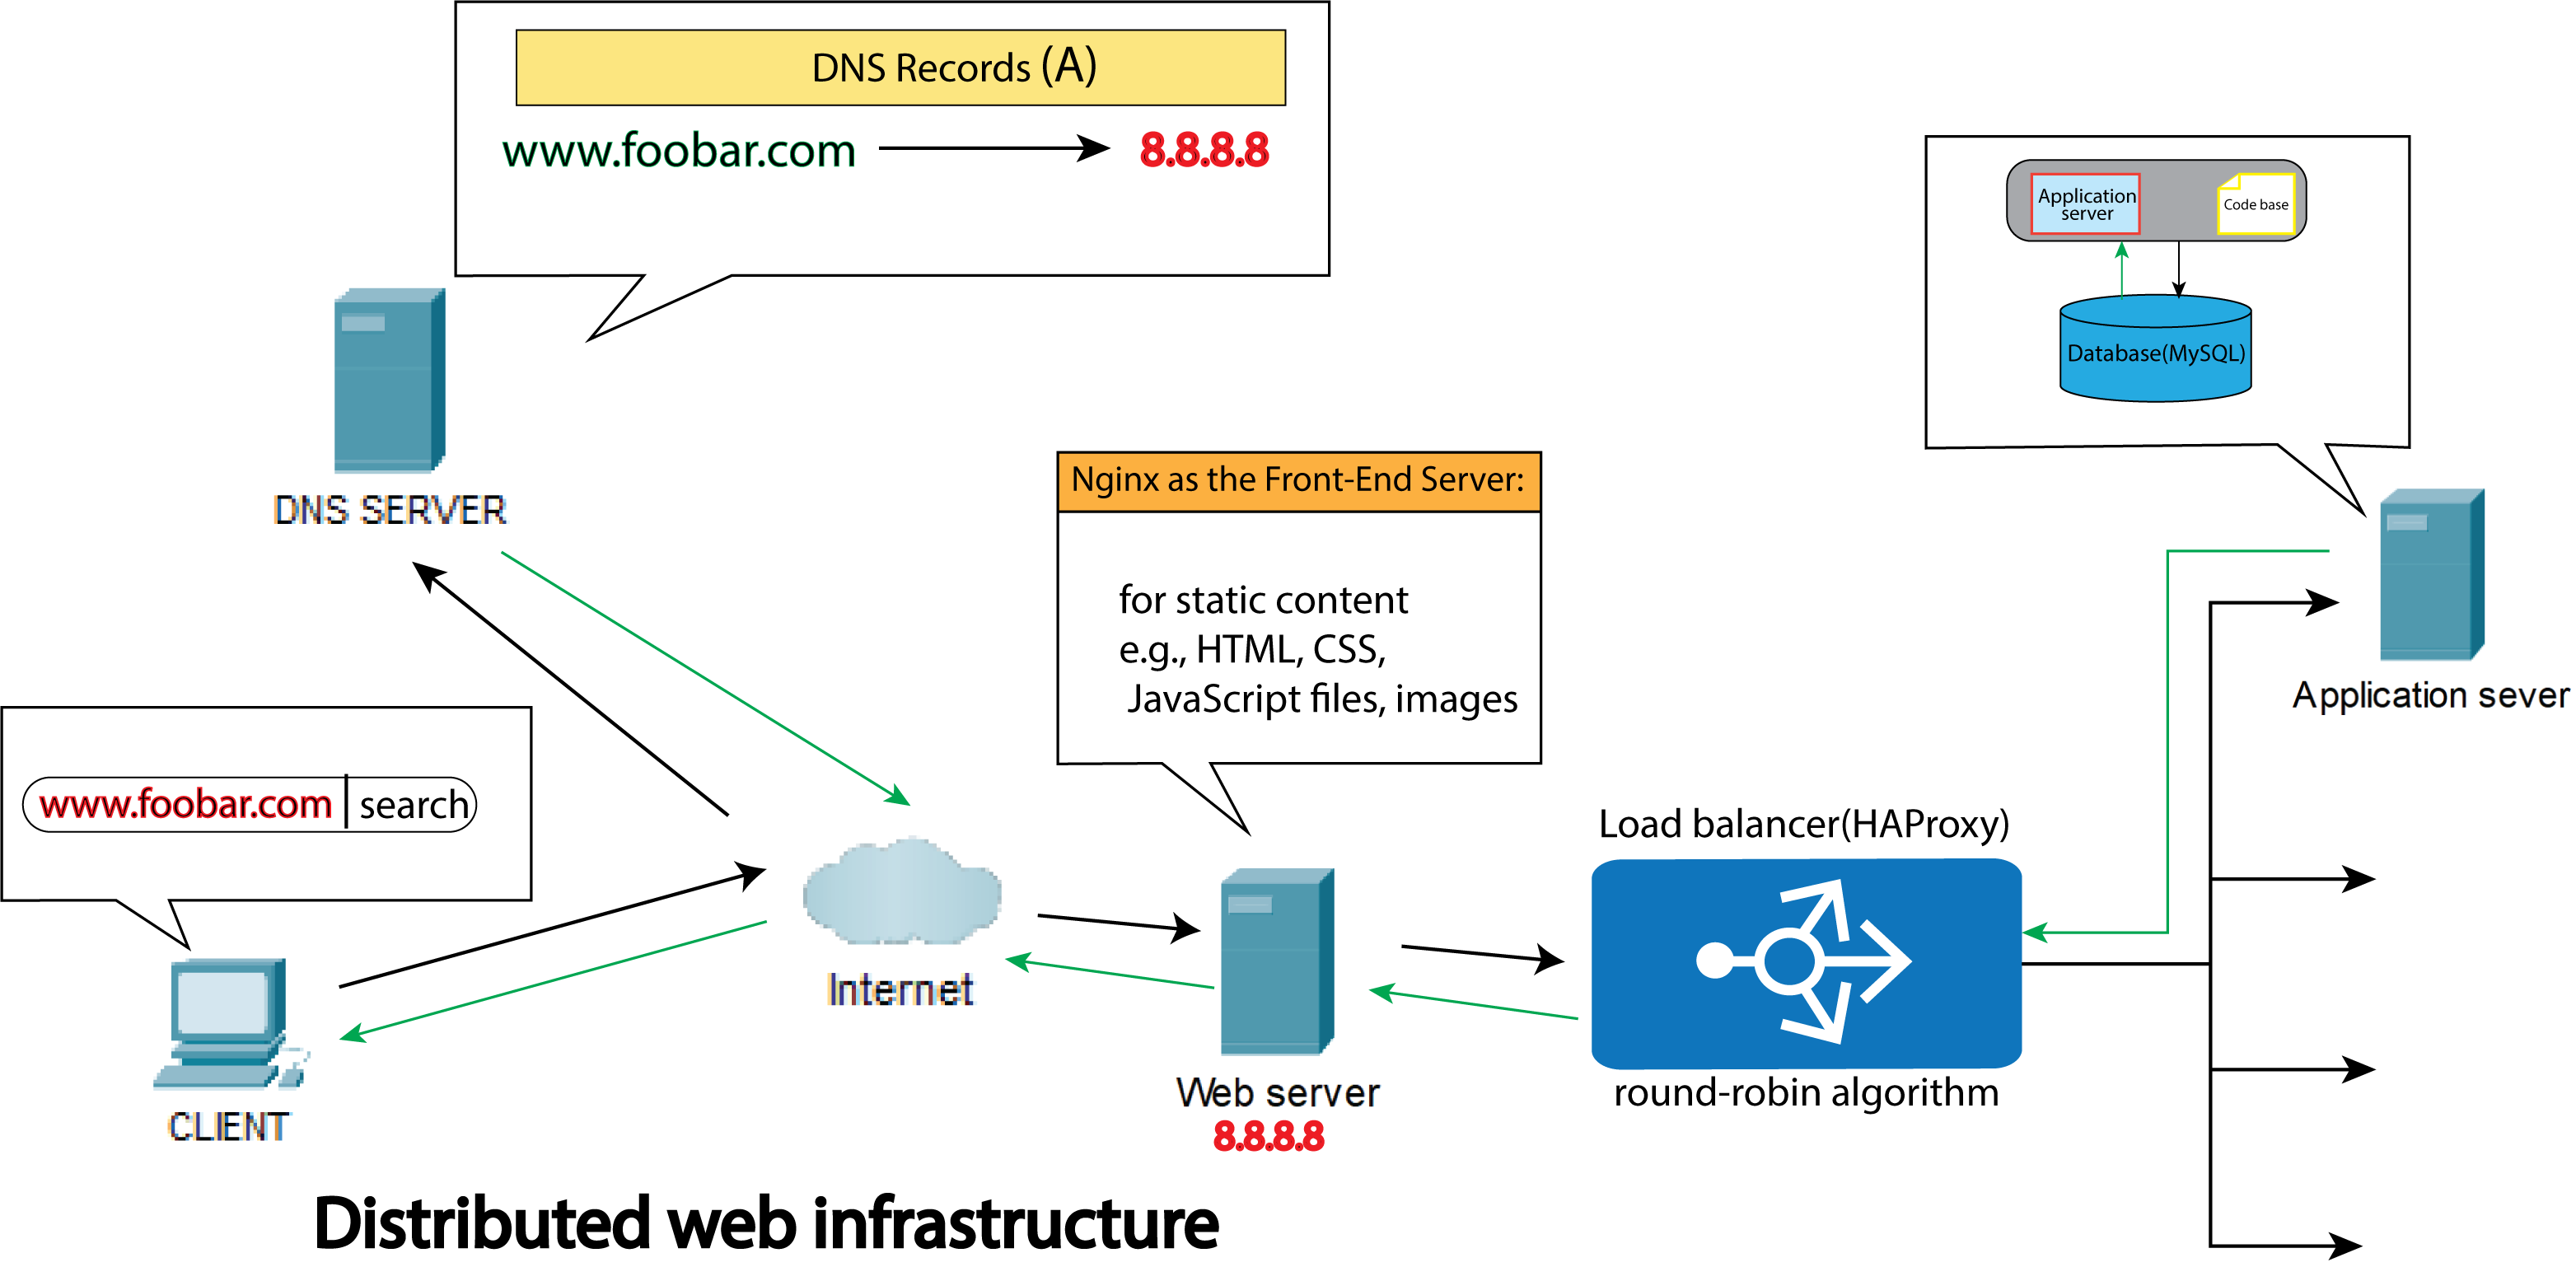 DNS Records (A)
www.foobar.com
8.8.8.8
Application
server
Code base
Database(MySQL)
DNS SERVER
Nginx as the Front-End Server:
for static content
e.g., HTML, CSS,
JavaScript files, images
Application sever
www.foobar.com search
Load balancer(HAProxy)
Internet
round-robin algorithm
Web server
8.8.8.8
CLIENT
Distributed web infrastructure